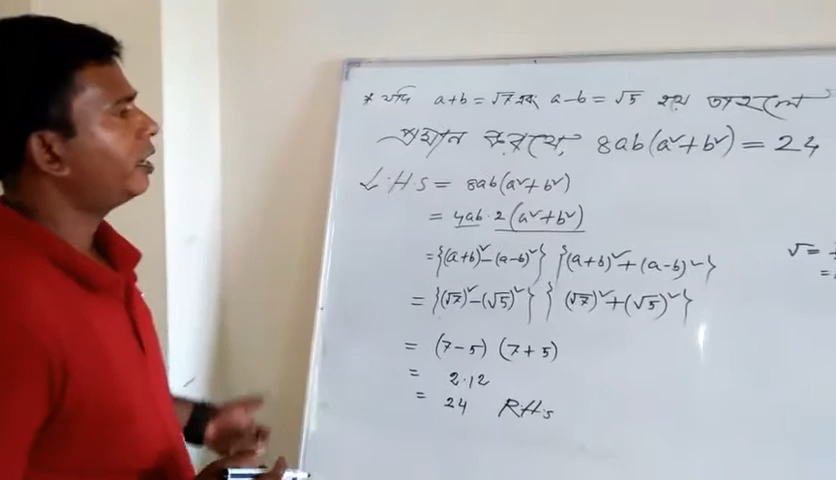 * যদি a+b = √7 এবং a-b = √5 হয় তাহলে
প্রমান কর যে, 8ab(a²+b²) = 24
L.H.S = 8ab(a²+b²)
= 4ab·2(a²+b²)
= {(a+b)²-(a-b)²} {(a+b)²+(a-b)²}
= {(√7)²-(√5)²} {(√7)²+(√5)²}
= (7-5) (7+5)
= 2·12
= 24 R.H.S